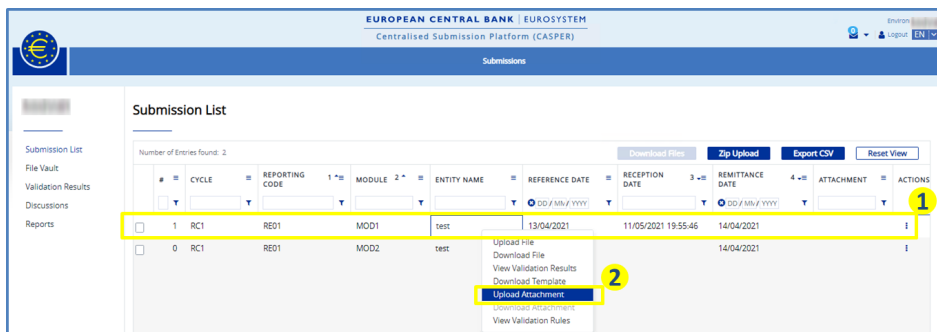 EUROPEAN CENTRAL BANK | EUROSYSTEM
Centralised Submission Platform (CASPER)
Environ
0
Logout EN
Submissions
Submission List
Submission List
File Vault
Validation Results
Discussions
Reports
Number of Entries found: 2
Download Files Zip Upload Export CSV Reset View
# CYCLE REPORTING CODE 1 MODULE 2 ENTITY NAME REFERENCE DATE RECEPTION DATE 3 REMITTANCE DATE 4 ATTACHMENT ACTIONS
DD / MM / YYYY DD / MM / YYYY
1
1 RC1 RE01 MOD1 test 13/04/2021 11/05/2021 19:55:46 14/04/2021
0 RC1 RE01 MOD2 test 14/04/2021
Upload File
Download File
View Validation Results
Download Template
2
Upload Attachment
Download Attachment
View Validation Rules